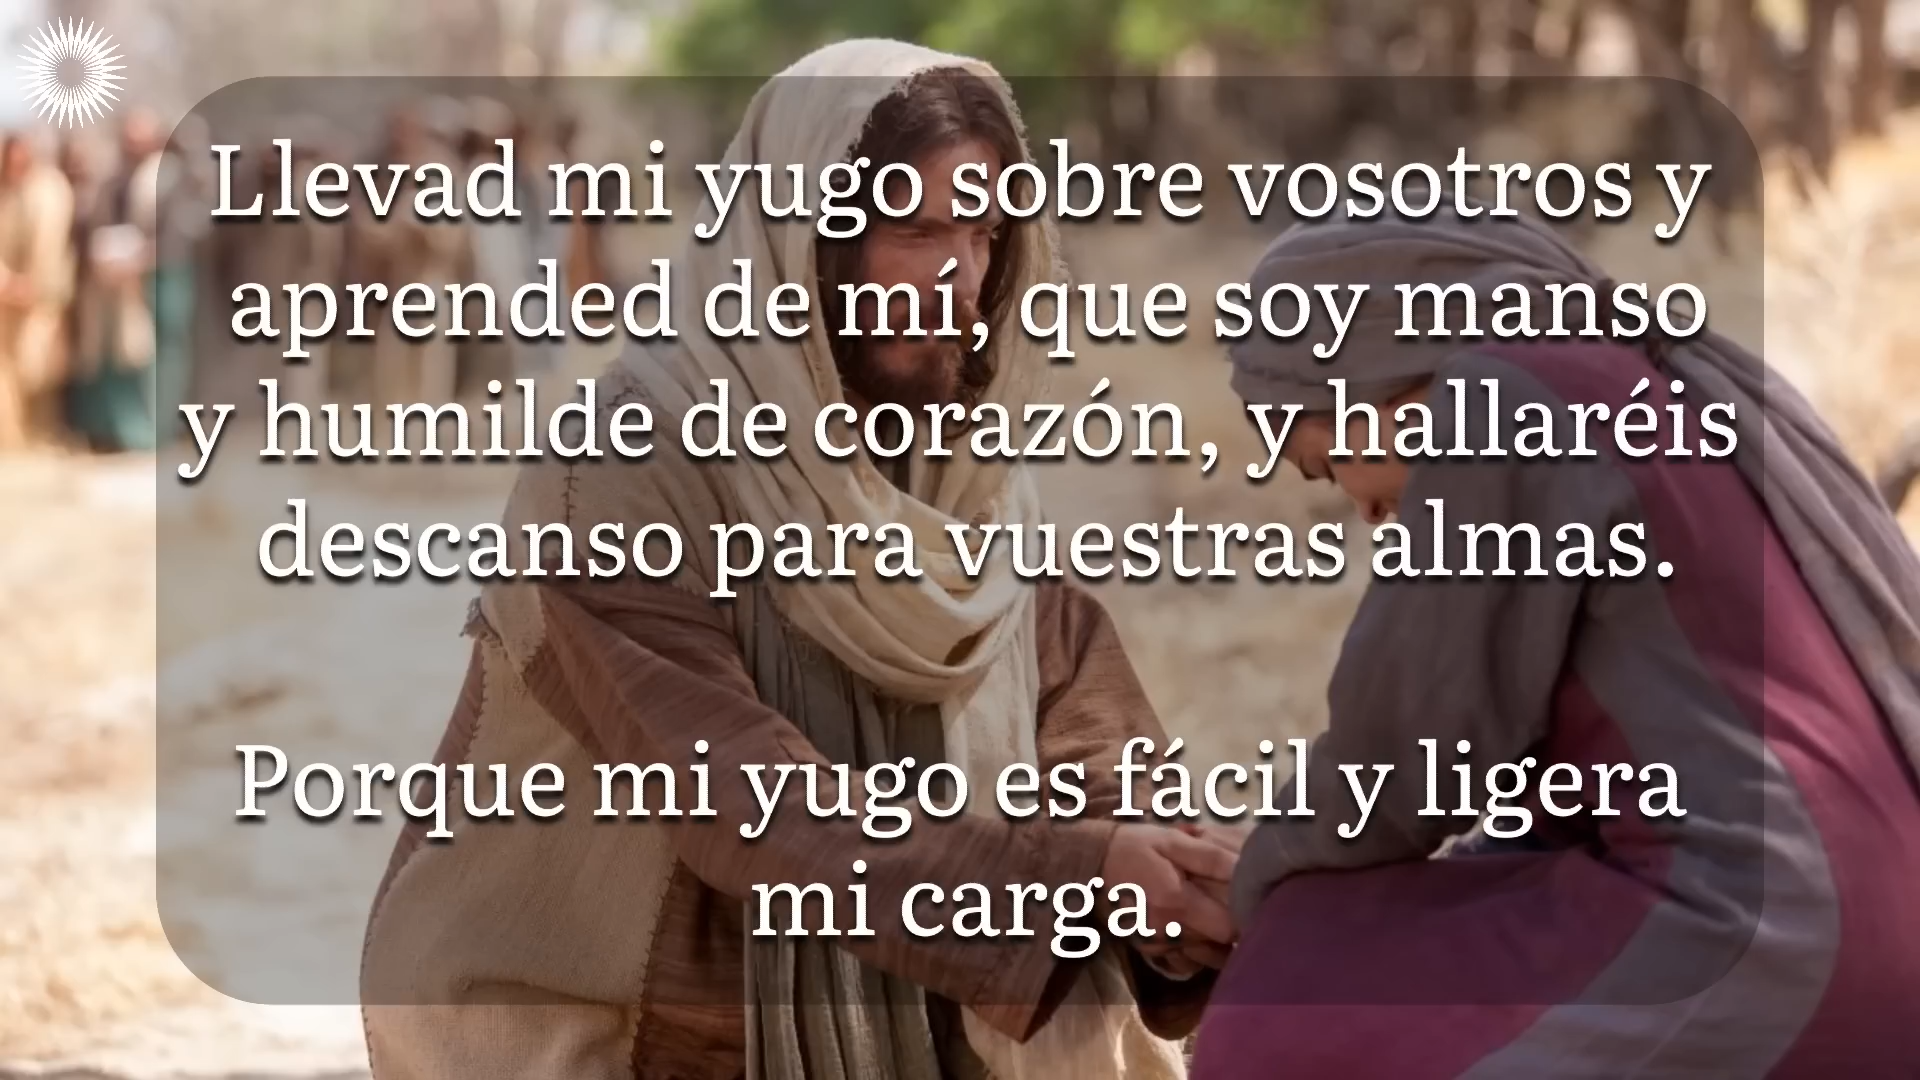 Llevad mi yugo sobre vosotros y
aprended de mí, que soy manso
y humilde de corazón, y hallaréis
descanso para vuestras almas.
Porque mi yugo es fácil y ligera
mi carga.